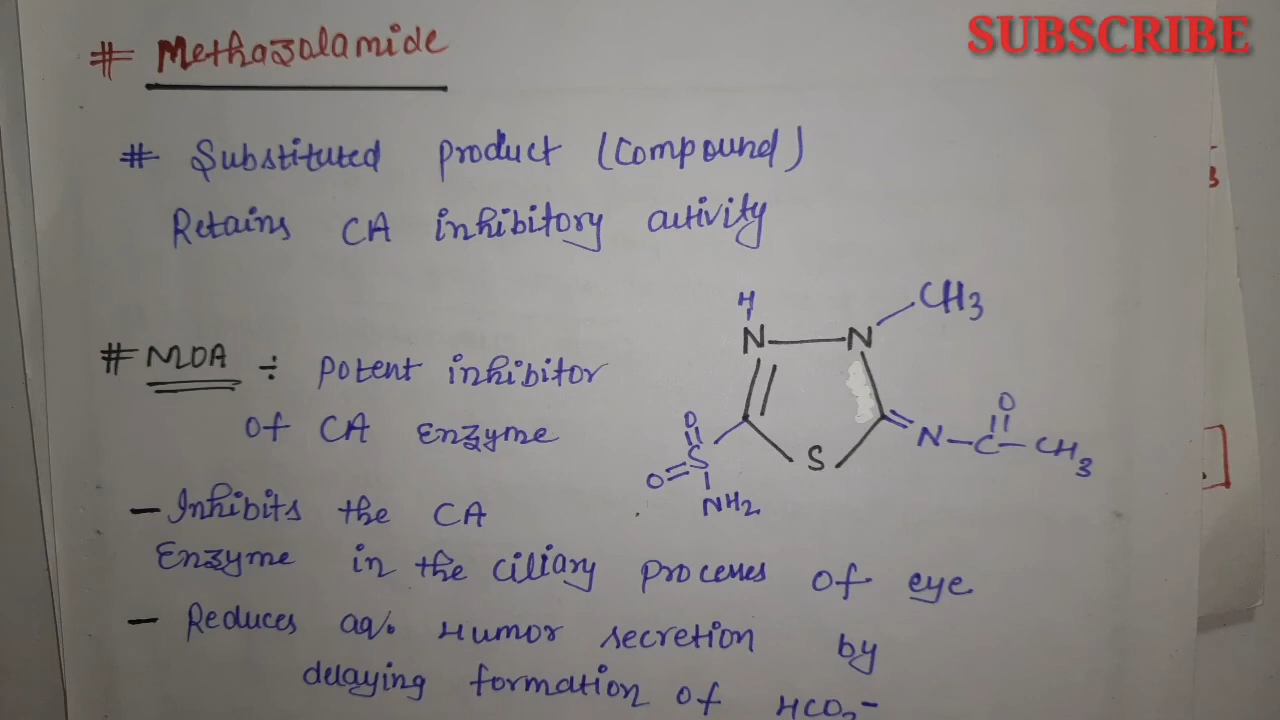 SUBSCRIBE
# Methazolamide
# Substituted product (compound)
Retains CA inhibitory activity
# MOA ÷ potent inhibitor
of CA Enzyme
H
N N CH3
S
O
O S
NH2
N C CH3
O
- Inhibits the CA
Enzyme in the ciliary processes of eye
- Reduces aq. Humor secretion by
delaying formation of HCO3-